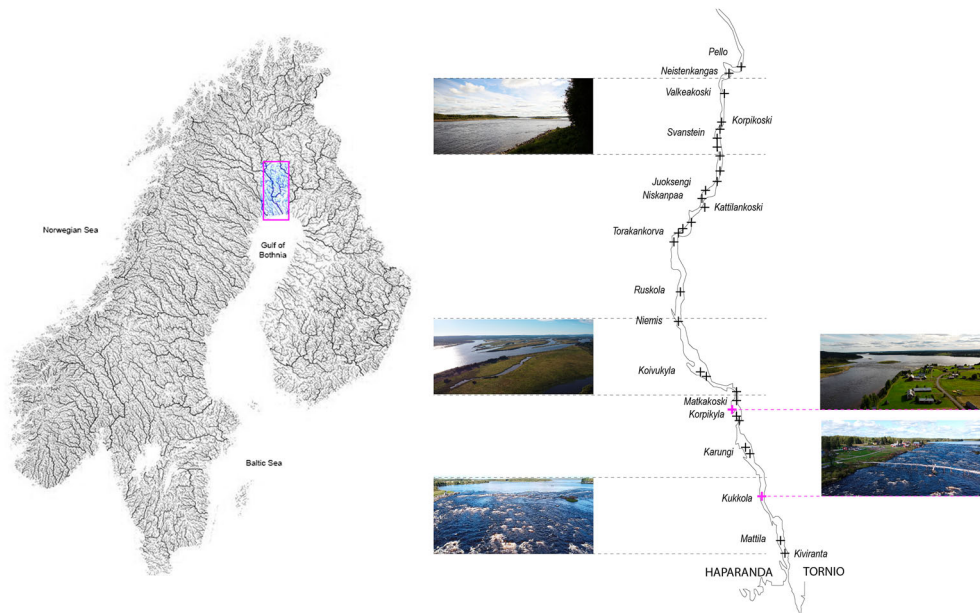 Norwegian Sea
Gulf of
Bothnia
Baltic Sea
Pello
Neistenkangas
Valkeakoski
Korpikoski
Svanstein
Juoksengi
Niskanpaa
Kattilankoski
Torakankorva
Ruskola
Niemis
Koivukyla
Matkakoski
Korpikyla
Karungi
Kukkola
Mattila
Kiviranta
HAPARANDA
TORNIO